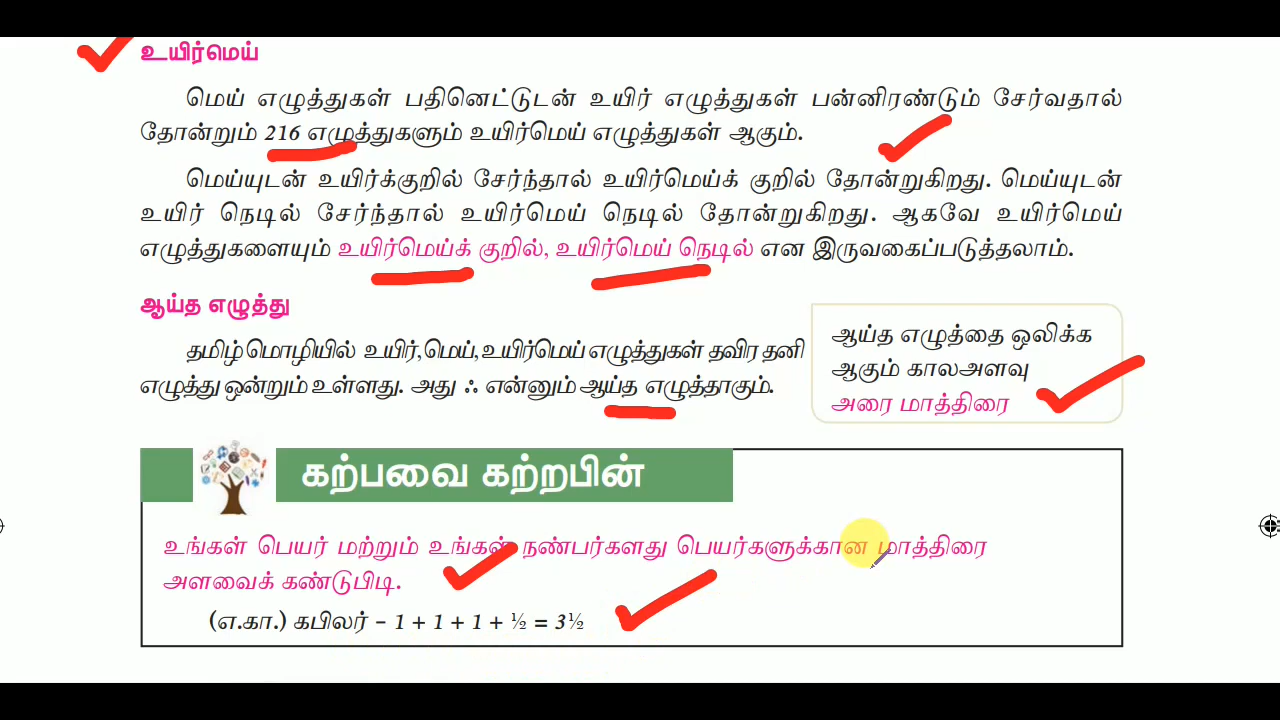 உயிர்மெய்
மெய் எழுத்துகள் பதினெட்டுடன் உயிர் எழுத்துகள் பன்னிரண்டும் சேர்வதால்
தோன்றும் 216 எழுத்துகளும் உயிர்மெய் எழுத்துகள் ஆகும்.
மெய்யுடன் உயிர்க்குறில் சேர்ந்தால் உயிர்மெய்க் குறில் தோன்றுகிறது. மெய்யுடன்
உயிர் நெடில் சேர்ந்தால் உயிர்மெய் நெடில் தோன்றுகிறது. ஆகவே உயிர்மெய்
எழுத்துகளையும் உயிர்மெய்க் குறில், உயிர்மெய் நெடில் என இருவகைப்படுத்தலாம்.
ஆய்த எழுத்து
தமிழ்மொழியில் உயிர், மெய், உயிர்மெய் எழுத்துகள் தவிர தனி
எழுத்து ஒன்றும் உள்ளது. அது ஃ என்னும் ஆய்த எழுத்தாகும்.
ஆய்த எழுத்தை ஒலிக்க
ஆகும் காலஅளவு
அரை மாத்திரை
கற்பவை கற்றபின்
உங்கள் பெயர் மற்றும் உங்கள் நண்பர்களது பெயர்களுக்கான மாத்திரை
அளவைக் கண்டுபிடி.
(எ.கா.) கபிலர் – 1 + 1 + 1 + ½ = 3½